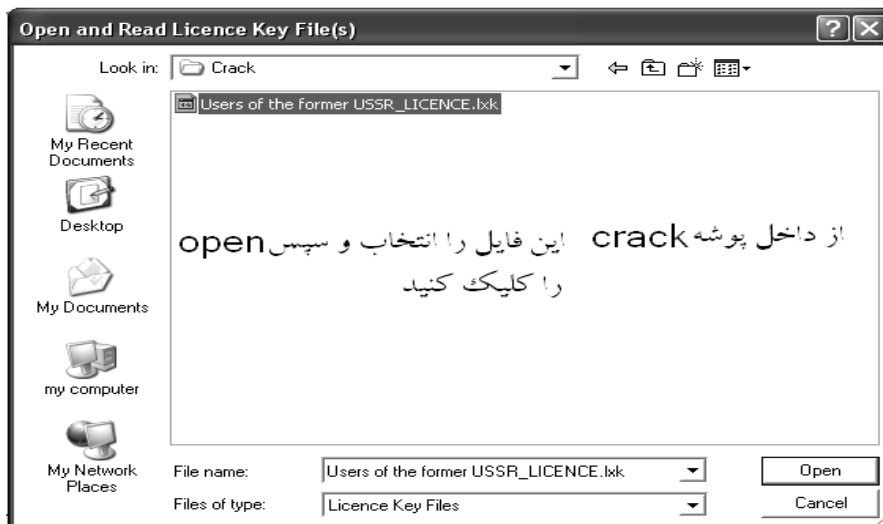 Open and Read Licence Key File(s)
Look in: Crack
Users of the former USSR_LICENCE.lxk
My Recent
Documents
Desktop
My Documents
my computer
My Network
Places
از داخل پوشه crack این فایل را انتخاب و سپس open
را کلیک کنید
File name: Users of the former USSR_LICENCE.lxk Open
Files of type: Licence Key Files Cancel